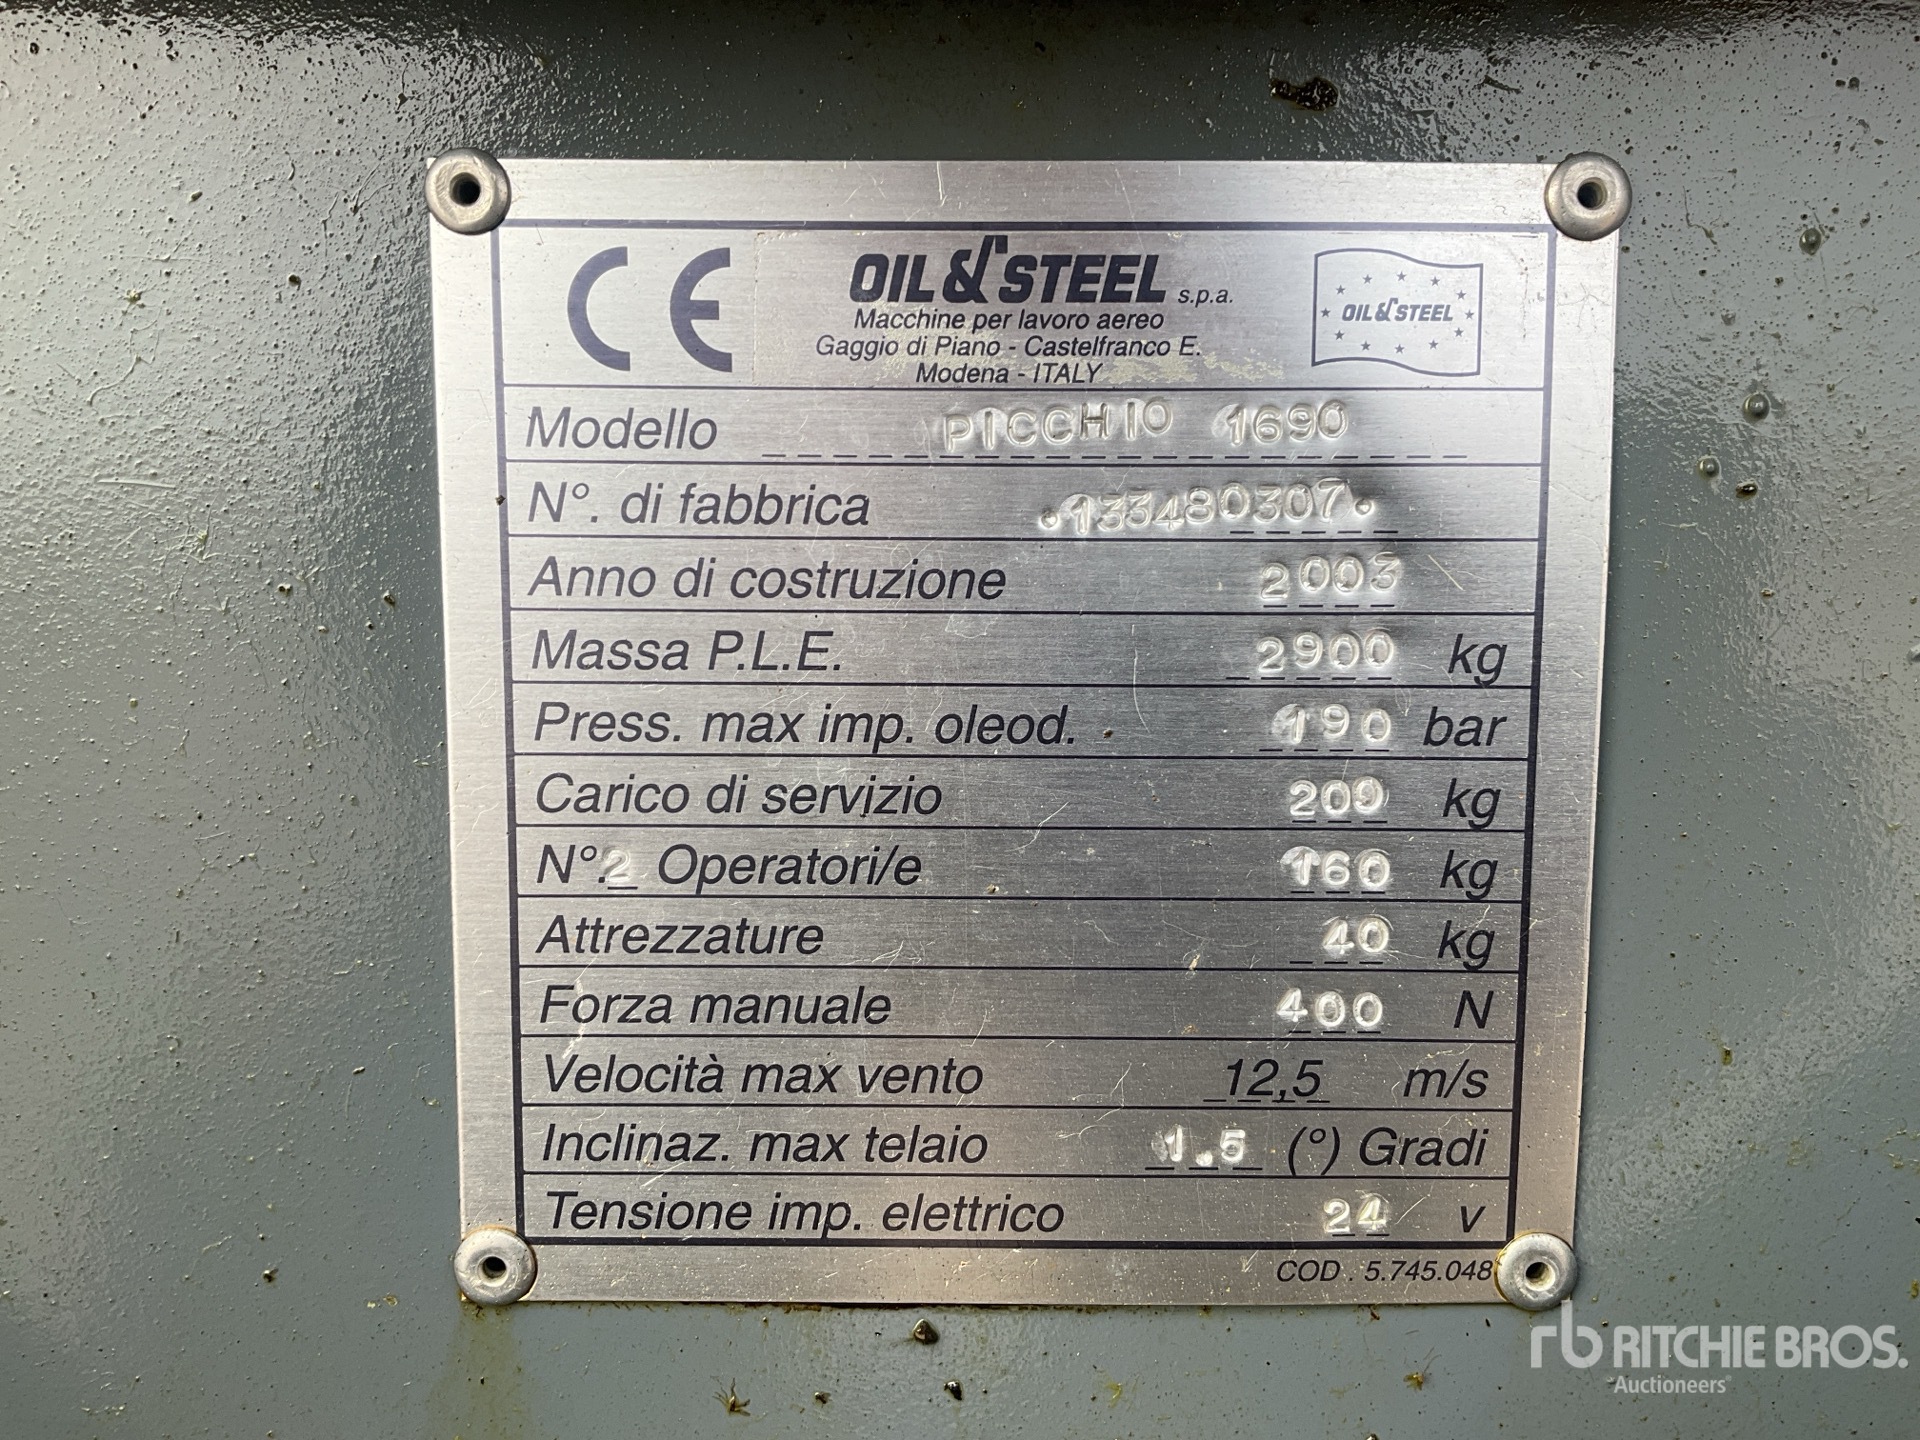 CE
OIL & STEEL s.p.a.
Macchine per lavoro aereo
Gaggio di Piano - Castelfranco E.
Modena - ITALY
OIL & STEEL
Modello PICCHIO 1690
N°. di fabbrica .133480307.
Anno di costruzione 2003
Massa P.L.E. 2900 kg
Press. max imp. oleod. 190 bar
Carico di servizio 209 kg
N°.2 Operatori/e 160 kg
Attrezzature 40 kg
Forza manuale 400 N
Velocità max vento 12,5 m/s
Inclinaz. max telaio 1.5 (°) Gradi
Tensione imp. elettrico 24 v
COD . 5.745.048
rb RITCHIE BROS.
Auctioneers